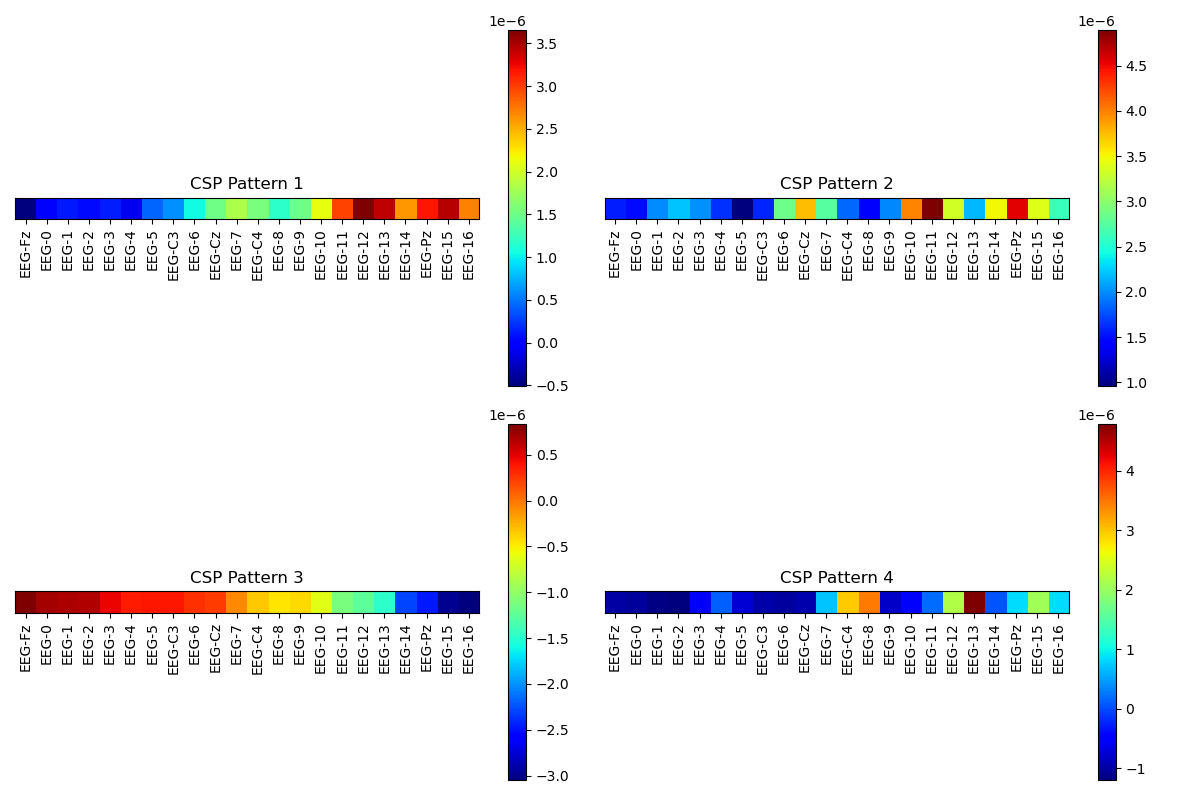 1e−6
CSP Pattern 1
EEG-Fz EEG-0 EEG-1 EEG-2 EEG-3 EEG-4 EEG-5 EEG-C3 EEG-6 EEG-Cz EEG-7 EEG-C4 EEG-8 EEG-9 EEG-10 EEG-11 EEG-12 EEG-13 EEG-14 EEG-Pz EEG-15 EEG-16
3.5
3.0
2.5
2.0
1.5
1.0
0.5
0.0
−0.5
1e−6
CSP Pattern 2
EEG-Fz EEG-0 EEG-1 EEG-2 EEG-3 EEG-4 EEG-5 EEG-C3 EEG-6 EEG-Cz EEG-7 EEG-C4 EEG-8 EEG-9 EEG-10 EEG-11 EEG-12 EEG-13 EEG-14 EEG-Pz EEG-15 EEG-16
4.5
4.0
3.5
3.0
2.5
2.0
1.5
1.0
1e−6
CSP Pattern 3
EEG-Fz EEG-0 EEG-1 EEG-2 EEG-3 EEG-4 EEG-5 EEG-C3 EEG-6 EEG-Cz EEG-7 EEG-C4 EEG-8 EEG-9 EEG-10 EEG-11 EEG-12 EEG-13 EEG-14 EEG-Pz EEG-15 EEG-16
0.5
0.0
−0.5
−1.0
−1.5
−2.0
−2.5
−3.0
1e−6
CSP Pattern 4
EEG-Fz EEG-0 EEG-1 EEG-2 EEG-3 EEG-4 EEG-5 EEG-C3 EEG-6 EEG-Cz EEG-7 EEG-C4 EEG-8 EEG-9 EEG-10 EEG-11 EEG-12 EEG-13 EEG-14 EEG-Pz EEG-15 EEG-16
4
3
2
1
0
−1